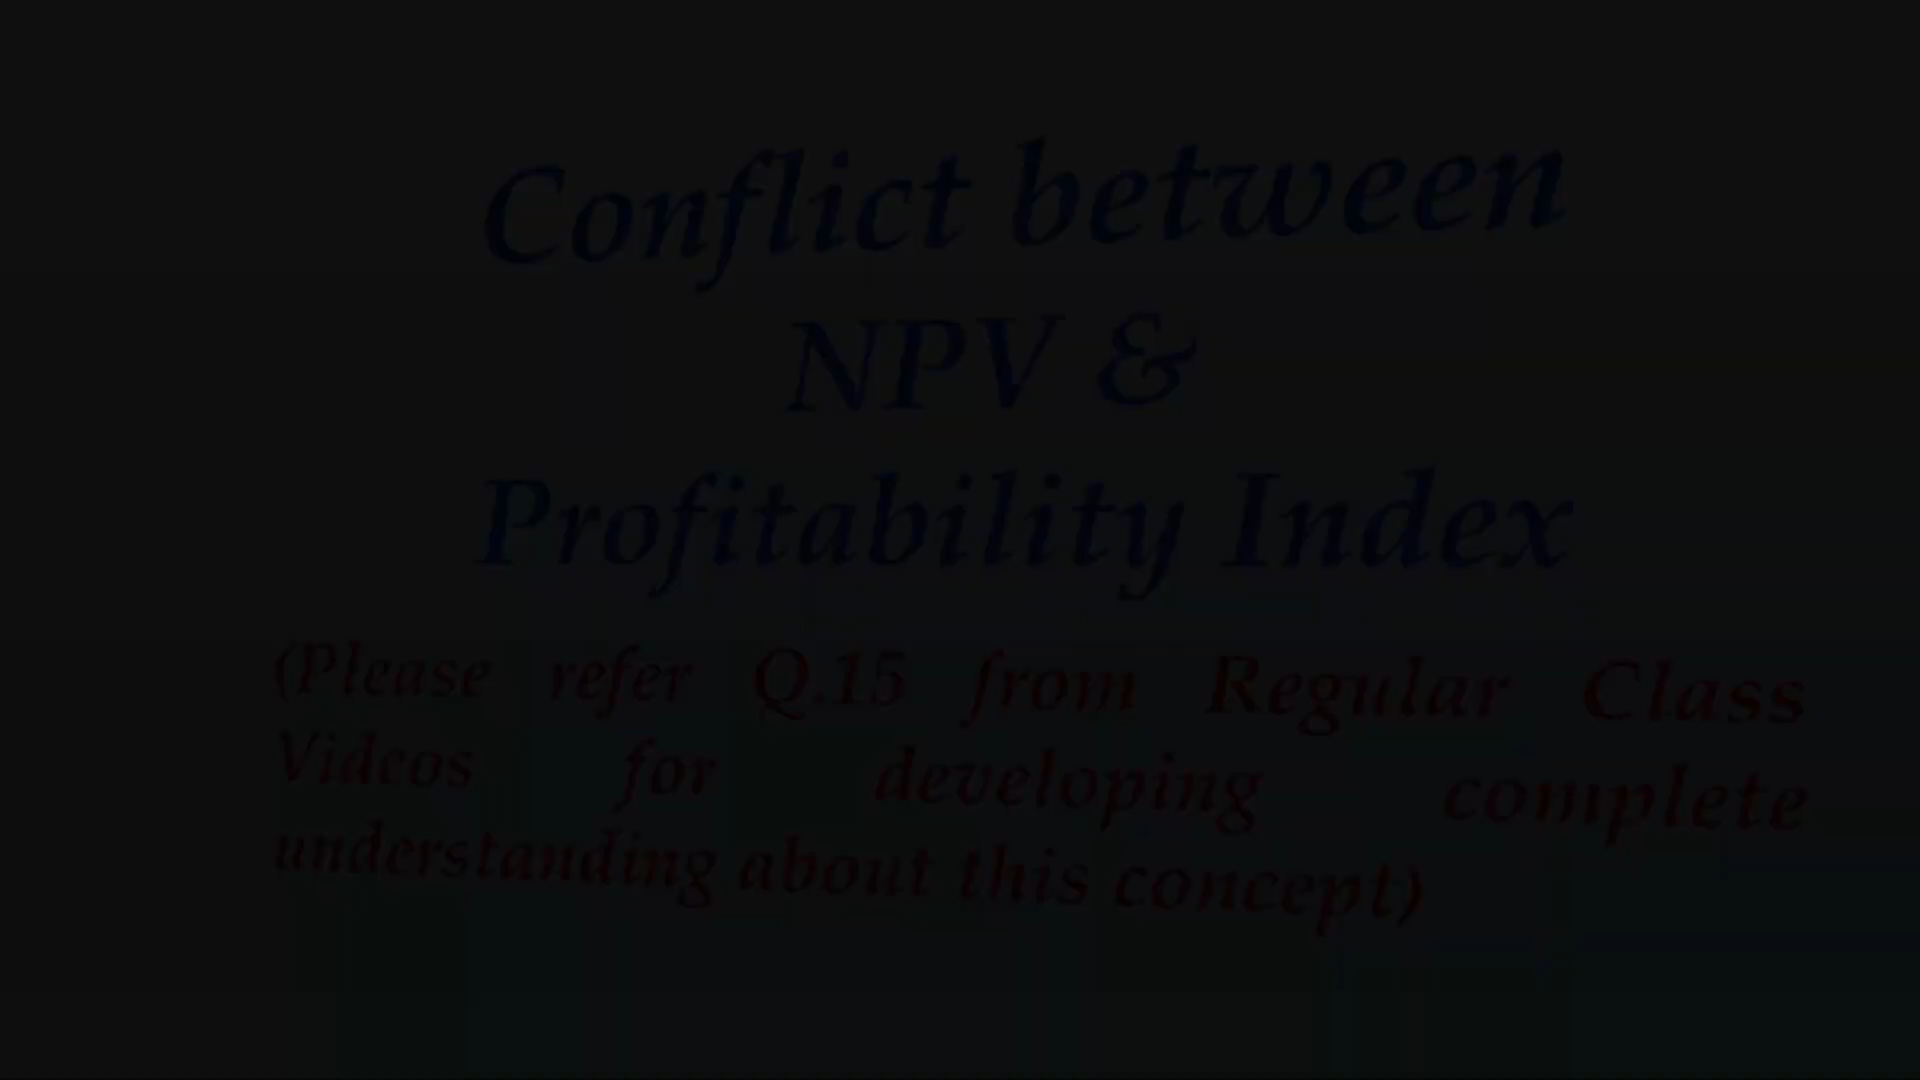 Conflict between
NPV &
Profitability Index
(Please refer Q.15 from Regular Class
Videos for developing complete
understanding about this concept)